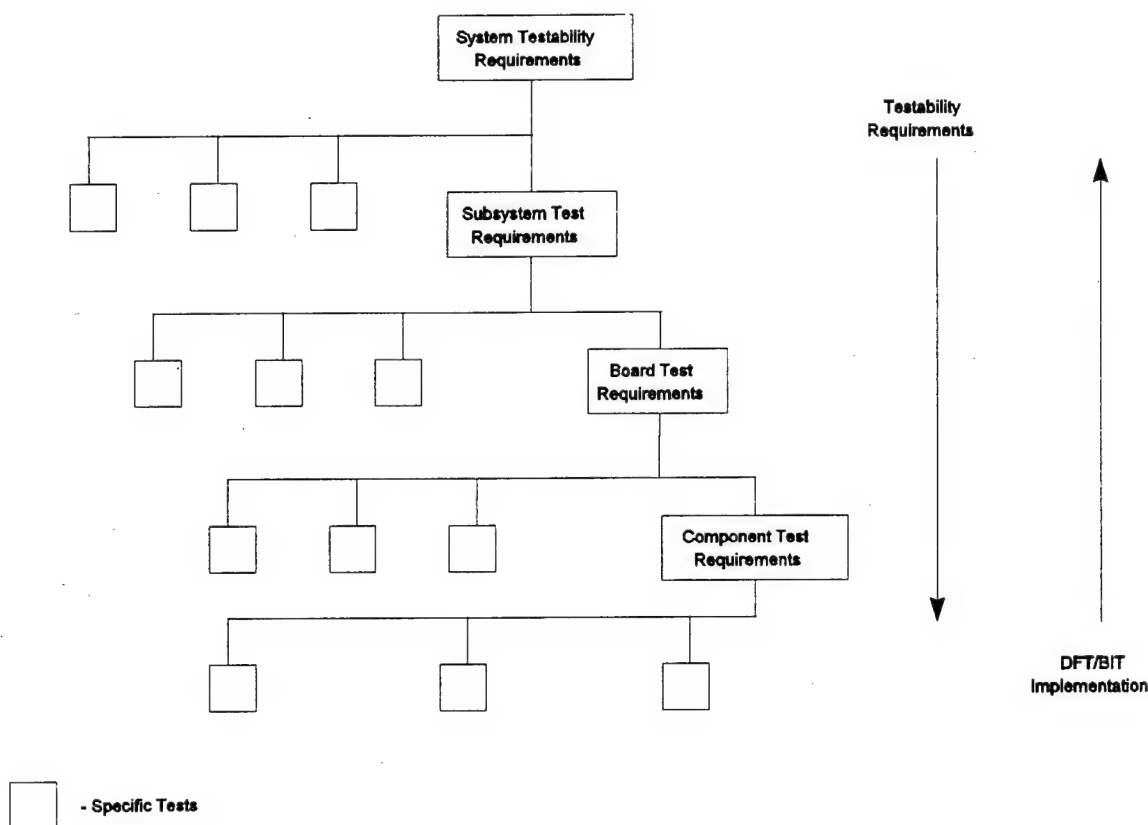 System Testability
Requirements
Testability
Requirements
Subsystem Test
Requirements
Board Test
Requirements
Component Test
Requirements
DFT/BIT
Implementation
- Specific Tests